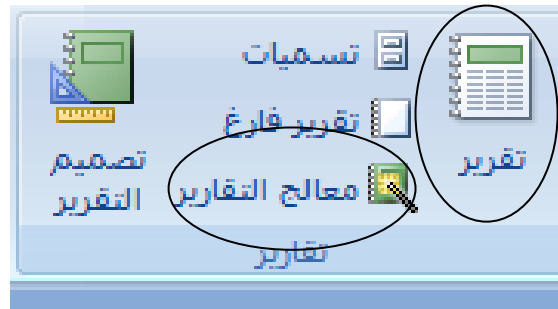 تقرير
تسميات
تقرير فارغ
معالج التقارير
تصميم
التقرير
تقارير